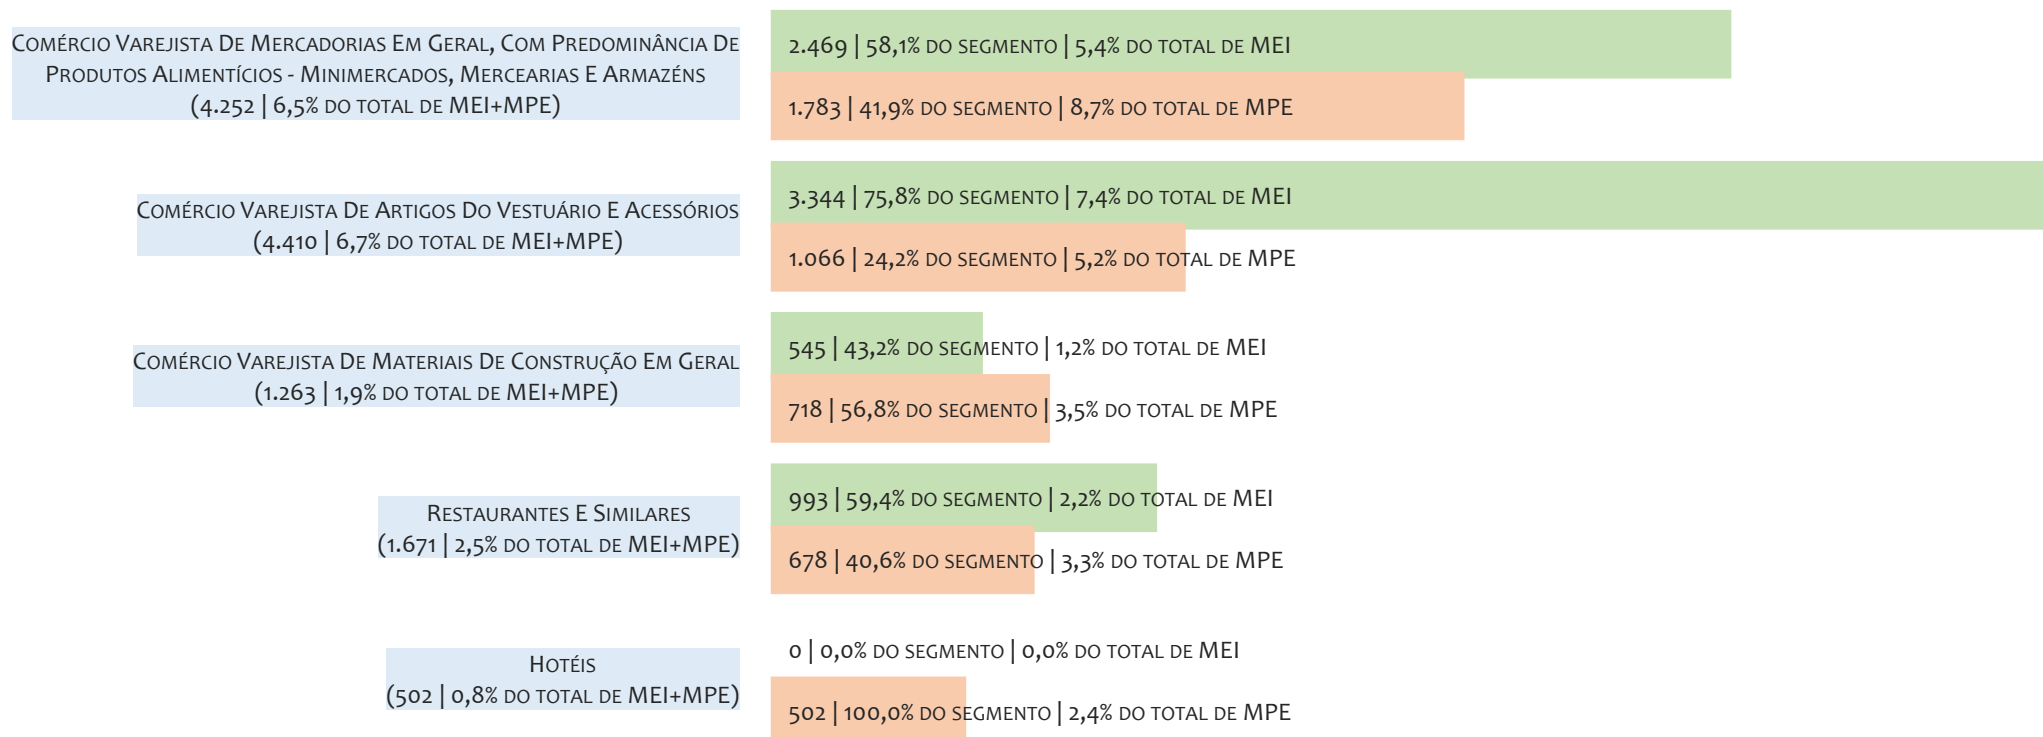 Comércio Varejista De Mercadorias Em Geral, Com Predominância De
Produtos Alimentícios - Minimercados, Mercearias E Armazéns
(4.252 | 6,5% do total de MEI+MPE)
2.469 | 58,1% do segmento | 5,4% do total de MEI
1.783 | 41,9% do segmento | 8,7% do total de MPE
Comércio Varejista De Artigos Do Vestuário E Acessórios
(4.410 | 6,7% do total de MEI+MPE)
3.344 | 75,8% do segmento | 7,4% do total de MEI
1.066 | 24,2% do segmento | 5,2% do total de MPE
Comércio Varejista De Materiais De Construção Em Geral
(1.263 | 1,9% do total de MEI+MPE)
545 | 43,2% do segmento | 1,2% do total de MEI
718 | 56,8% do segmento | 3,5% do total de MPE
Restaurantes E Similares
(1.671 | 2,5% do total de MEI+MPE)
993 | 59,4% do segmento | 2,2% do total de MEI
678 | 40,6% do segmento | 3,3% do total de MPE
Hotéis
(502 | 0,8% do total de MEI+MPE)
0 | 0,0% do segmento | 0,0% do total de MEI
502 | 100,0% do segmento | 2,4% do total de MPE